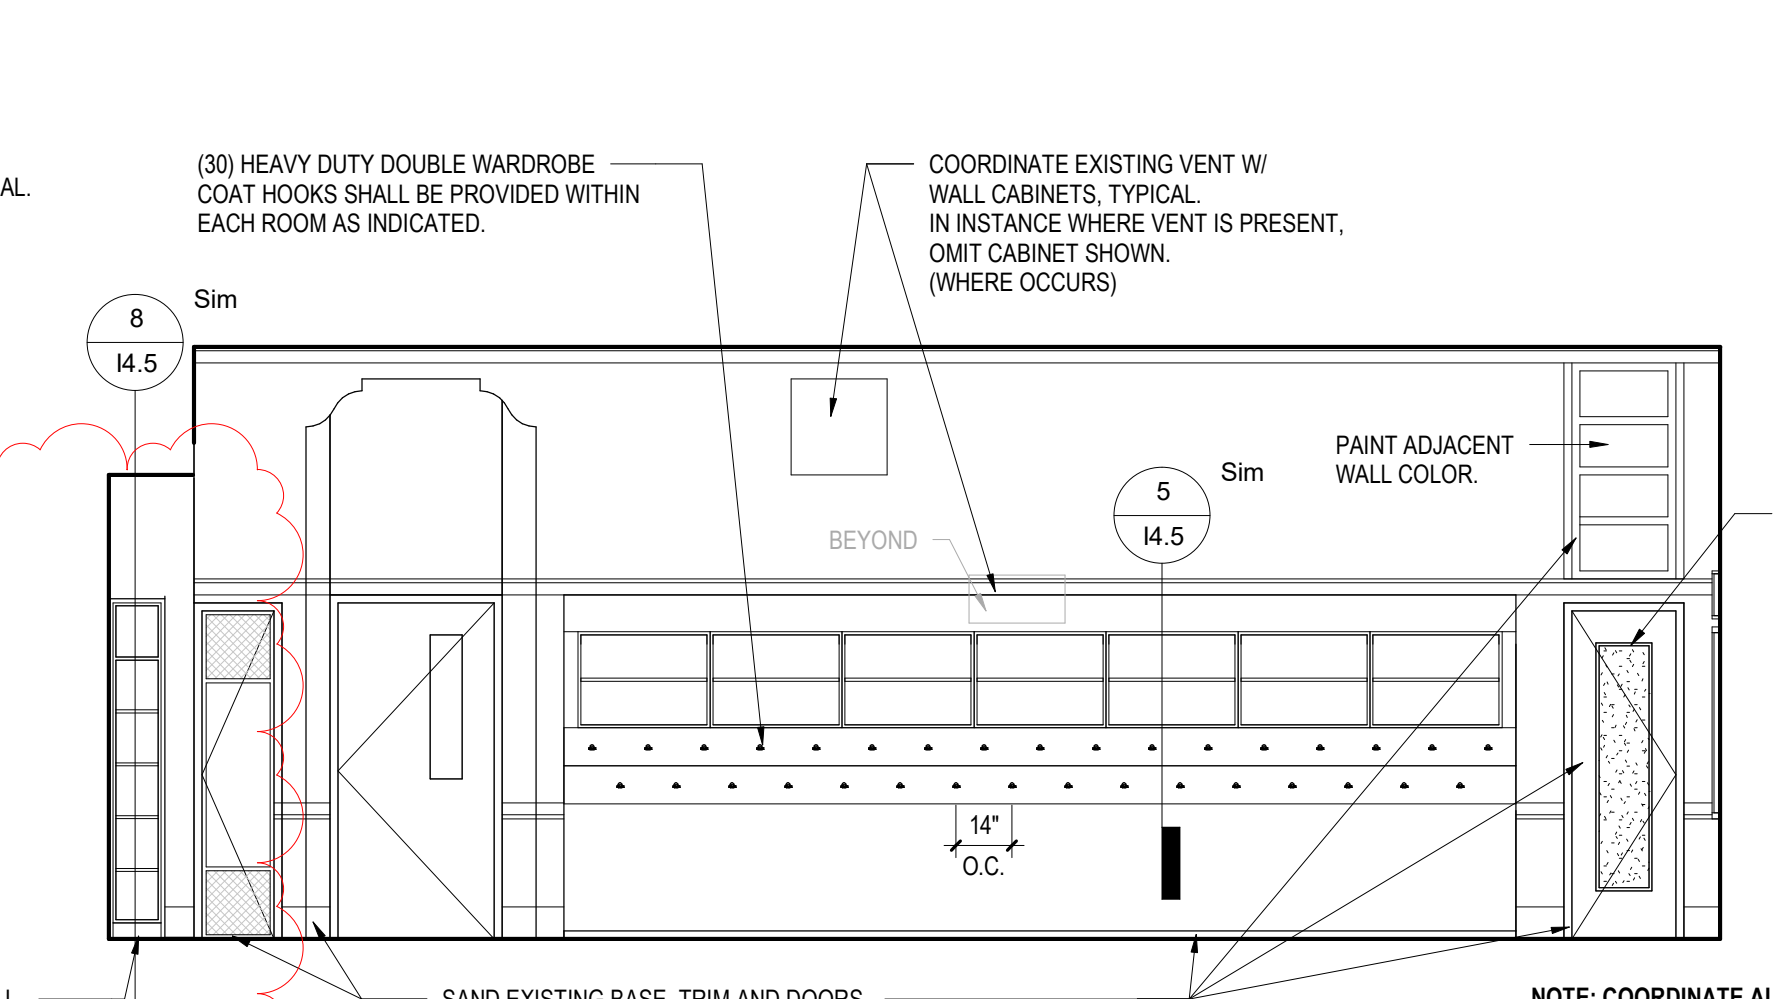 AL.
(30) HEAVY DUTY DOUBLE WARDROBE
COAT HOOKS SHALL BE PROVIDED WITHIN
EACH ROOM AS INDICATED.
COORDINATE EXISTING VENT W/
WALL CABINETS, TYPICAL.
IN INSTANCE WHERE VENT IS PRESENT,
OMIT CABINET SHOWN.
(WHERE OCCURS)
8
I4.5
Sim
PAINT ADJACENT
WALL COLOR.
5
I4.5
Sim
BEYOND
14"
O.C.
SAND EXISTING BASE, TRIM AND DOORS
NOTE: COORDINATE AL